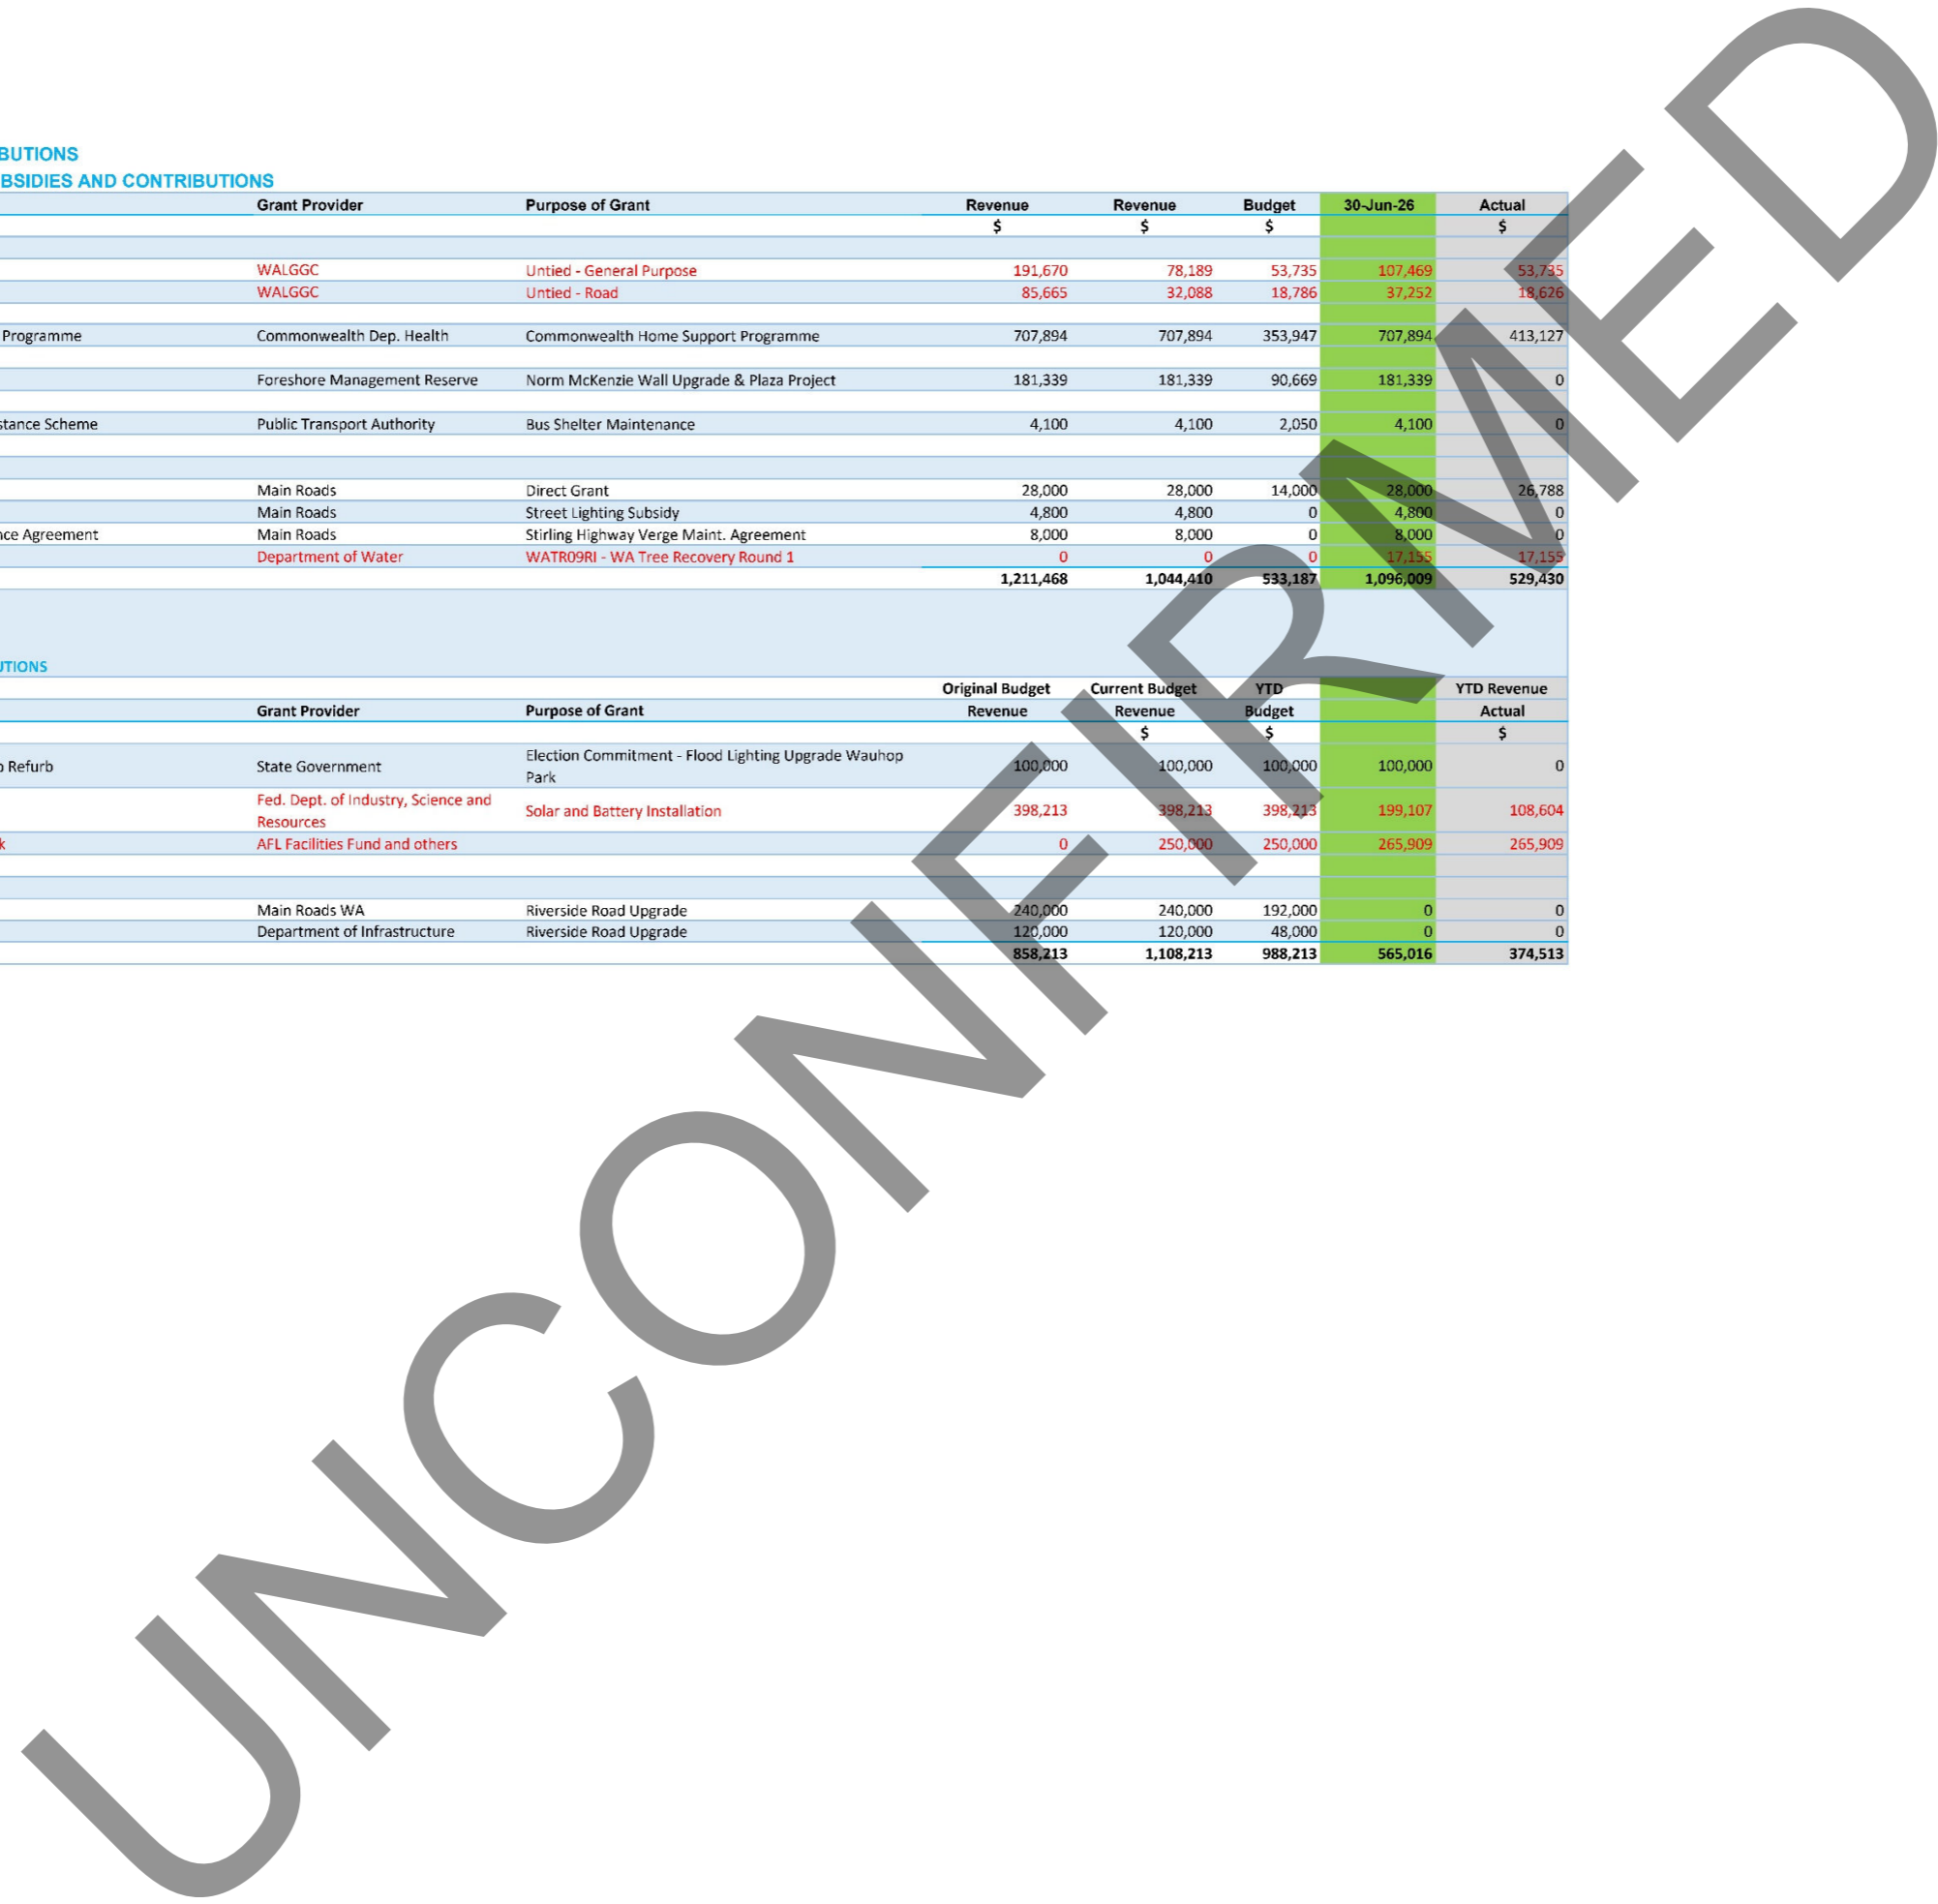 BUTIONS
BSIDIES AND CONTRIBUTIONS
Grant Provider Purpose of Grant Revenue Revenue Budget 30-Jun-26 Actual
$ $ $ $
WALGGC Untied - General Purpose 191,670 78,189 53,735 107,469 53,735
WALGGC Untied - Road 85,665 32,088 18,786 37,252 18,626
Programme Commonwealth Dep. Health Commonwealth Home Support Programme 707,894 707,894 353,947 707,894 413,127
Foreshore Management Reserve Norm McKenzie Wall Upgrade & Plaza Project 181,339 181,339 90,669 181,339 0
stance Scheme Public Transport Authority Bus Shelter Maintenance 4,100 4,100 2,050 4,100 0
Main Roads Direct Grant 28,000 28,000 14,000 28,000 26,788
Main Roads Street Lighting Subsidy 4,800 4,800 0 4,800 0
nce Agreement Main Roads Stirling Highway Verge Maint. Agreement 8,000 8,000 0 8,000 0
Department of Water WATR09RI - WA Tree Recovery Round 1 0 0 0 17,155 17,155
1,211,468 1,044,410 533,187 1,096,009 529,430
UTIONS
Original Budget Current Budget YTD YTD Revenue
Grant Provider Purpose of Grant Revenue Revenue Budget Actual
$ $ $
o Refurb State Government Election Commitment - Flood Lighting Upgrade Wauhop
Park 100,000 100,000 100,000 100,000 0
Fed. Dept. of Industry, Science and
Resources Solar and Battery Installation 398,213 398,213 398,213 199,107 108,604
k AFL Facilities Fund and others 0 250,000 250,000 265,909 265,909
Main Roads WA Riverside Road Upgrade 240,000 240,000 192,000 0 0
Department of Infrastructure Riverside Road Upgrade 120,000 120,000 48,000 0 0
858,213 1,108,213 988,213 565,016 374,513
UNCONFIRMED